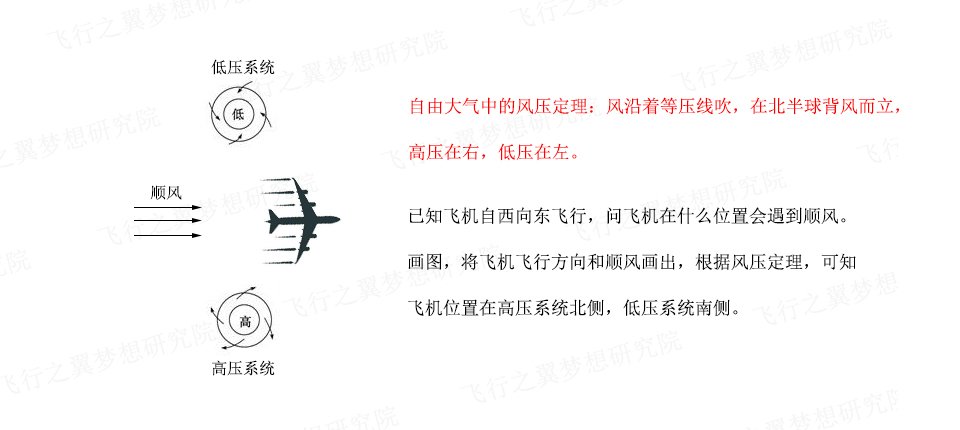 低压系统
低
自由大气中的风压定理：风沿着等压线吹，在北半球背风而立，
高压在右，低压在左。
顺风
已知飞机自西向东飞行，问飞机在什么位置会遇到顺风。
画图，将飞机飞行方向和顺风画出，根据风压定理，可知
飞机位置在高压系统北侧，低压系统南侧。
高
高压系统
飞行之翼梦想研究院